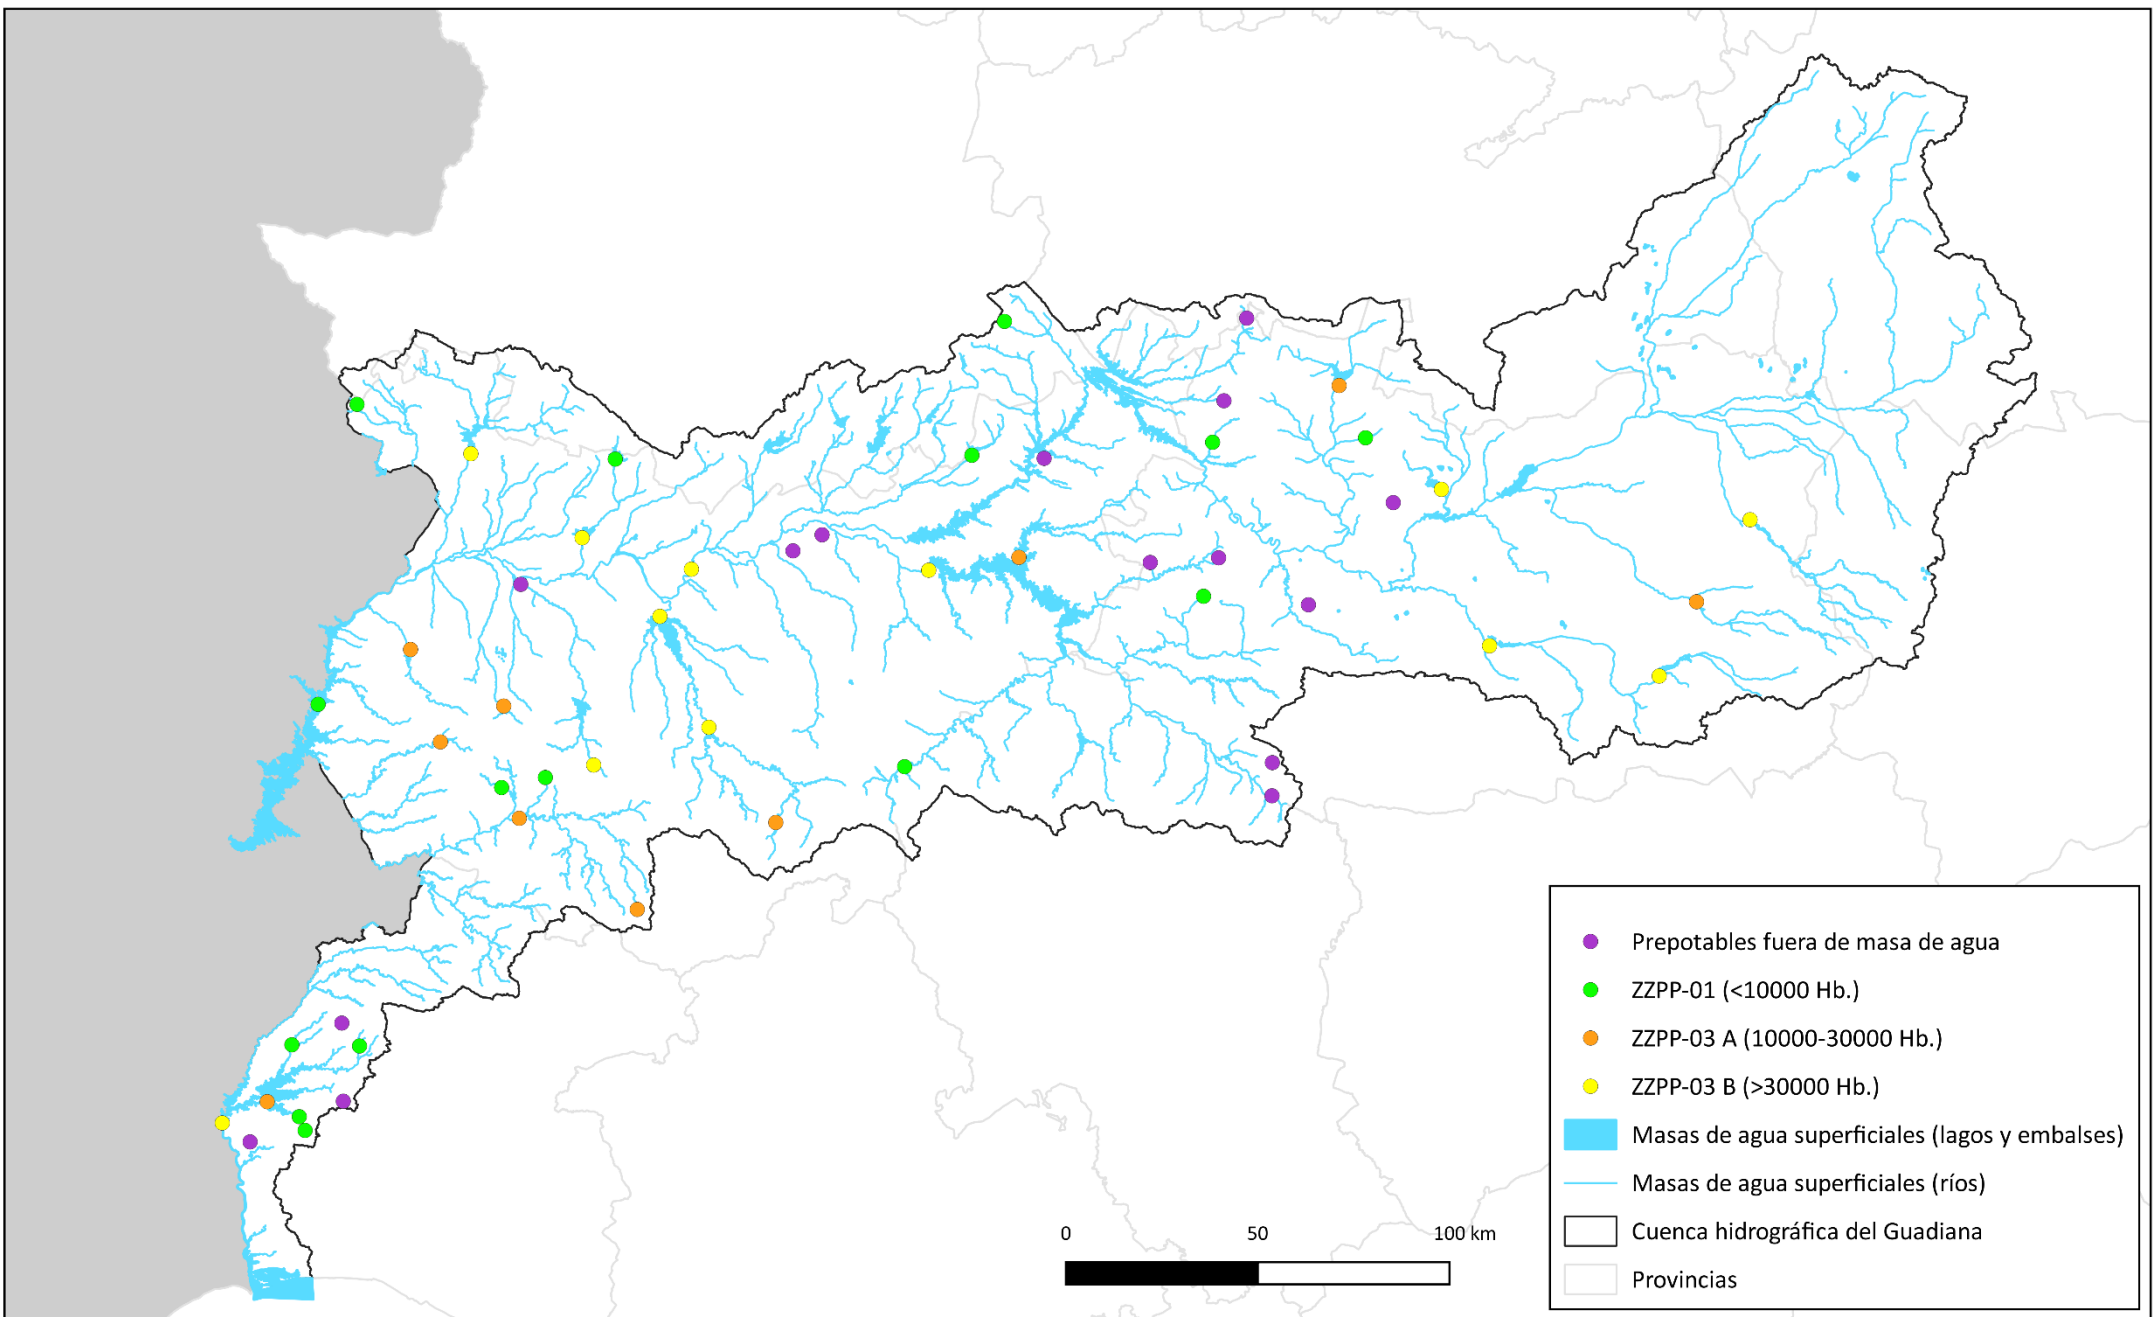 Prepotables fuera de masa de agua
ZZPP-01 (<10000 Hb.)
ZZPP-03 A (10000-30000 Hb.)
ZZPP-03 B (>30000 Hb.)
Masas de agua superficiales (lagos y embalses)
Masas de agua superficiales (ríos)
Cuenca hidrográfica del Guadiana
Provincias
0 50 100 km